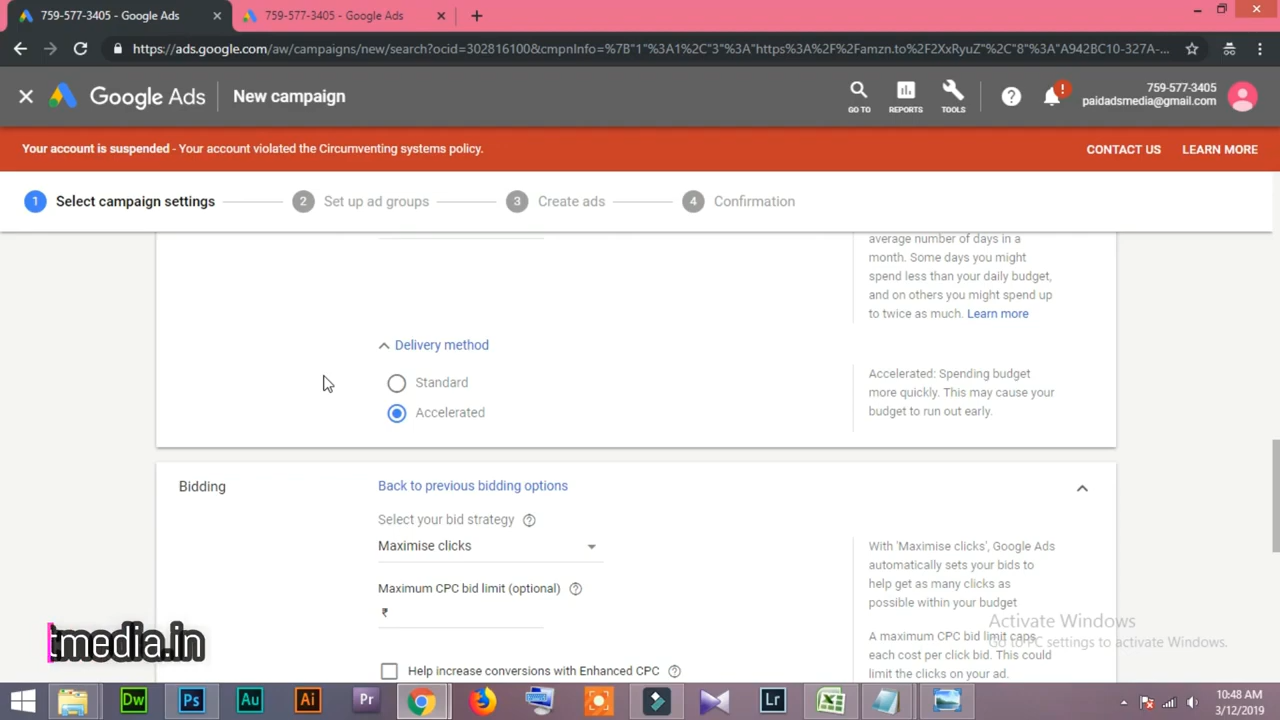 759-577-3405 - Google Ads
759-577-3405 - Google Ads
https://ads.google.com/aw/campaigns/new/search?ocid=302816100&cmpnInfo=%7B"1"%3A1%2C"3"%3A"https%3A%2F%2Famzn.to%2F2XxRyuZ"%2C"8"%3A"A942BC10-327A-...
Google Ads
New campaign
GO TO
REPORTS
TOOLS
759-577-3405
paidadsmedia@gmail.com
Your account is suspended - Your account violated the Circumventing systems policy.
CONTACT US
LEARN MORE
1 Select campaign settings
2 Set up ad groups
3 Create ads
4 Confirmation
average number of days in a
month. Some days you might
spend less than your daily budget,
and on others you might spend up
to twice as much. Learn more
Delivery method
Standard
Accelerated
Accelerated: Spending budget
more quickly. This may cause your
budget to run out early.
Bidding
Back to previous bidding options
Select your bid strategy
Maximise clicks
Maximum CPC bid limit (optional)
₹
Help increase conversions with Enhanced CPC
With 'Maximise clicks', Google Ads
automatically sets your bids to
help get as many clicks as
possible within your budget
A maximum CPC bid limit caps
each cost per click bid. This could
limit the clicks on your ad.
Activate Windows
Go to PC settings to activate Windows.
tmedia.in
Dw
Ps
Au
Ai
Pr
Lr
10:48 AM
3/12/2019